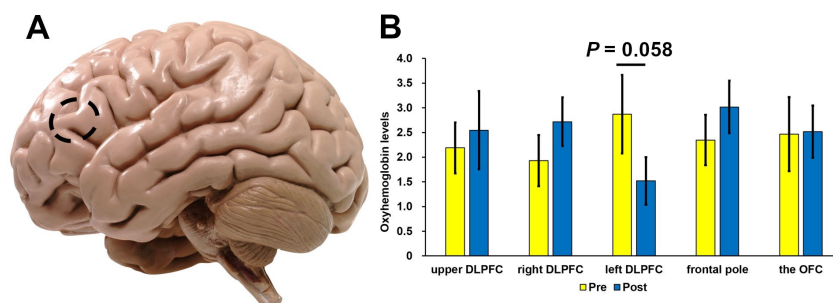 A
B
P = 0.058
Oxyhemoglobin levels
4.0
3.5
3.0
2.5
2.0
1.5
1.0
0.5
0
upper DLPFC right DLPFC left DLPFC frontal pole the OFC
Pre Post